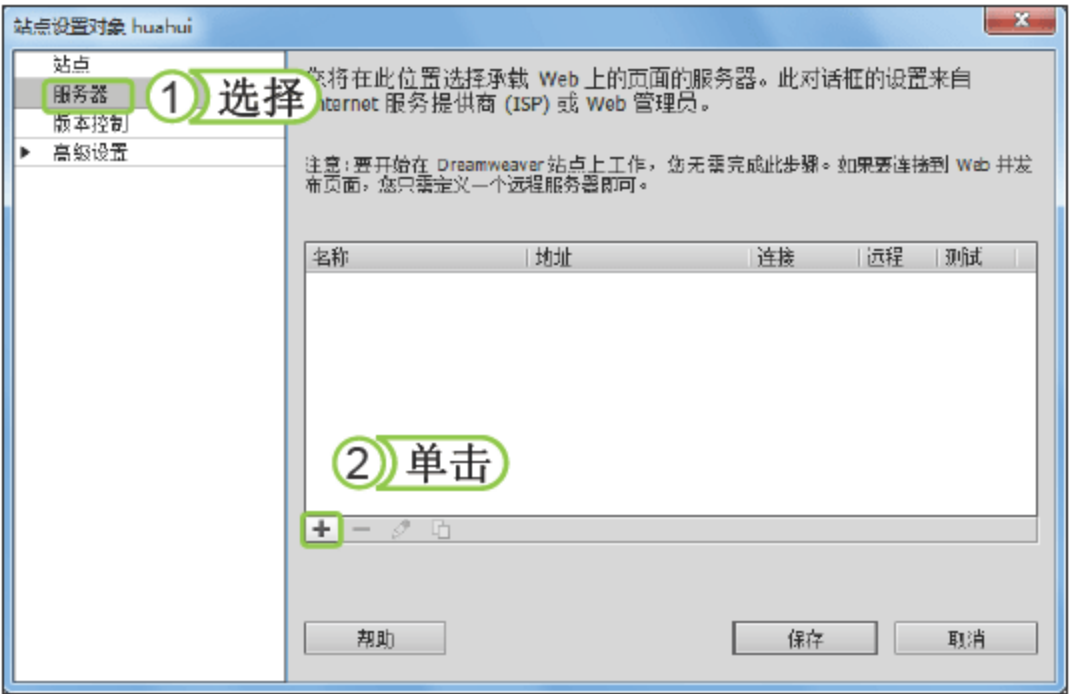 站点设置对象 huahui
站点
服务器
① 选择
版本控制
高级设置
您将在此位置选择承载 Web 上的页面的服务器。此对话框的设置来自
Internet 服务提供商 (ISP) 或 Web 管理员。
注意:要开始在 Dreamweaver 站点上工作，您无需完成此步骤。如果要连接到 Web 并发
布页面，您只需定义一个远程服务器即可。
名称 地址 连接 远程 测试
② 单击
帮助 保存 取消